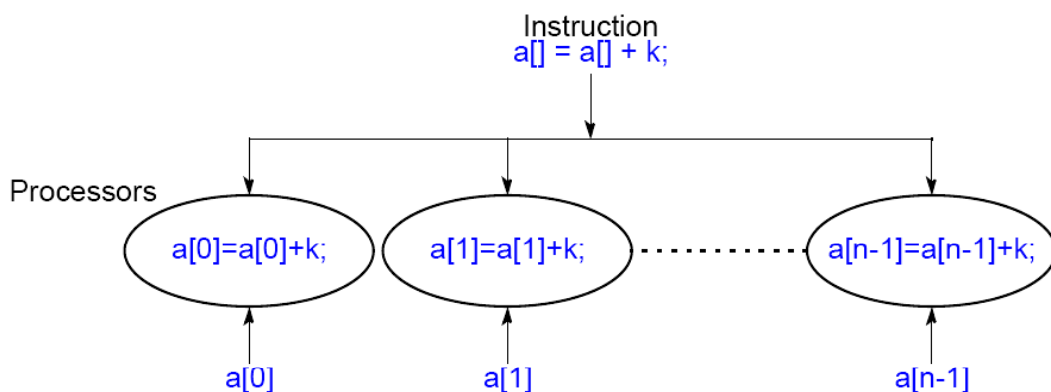 Instruction
a[] = a[] + k;
Processors
a[0]=a[0]+k;
a[1]=a[1]+k;
a[n-1]=a[n-1]+k;
a[0]
a[1]
a[n-1]